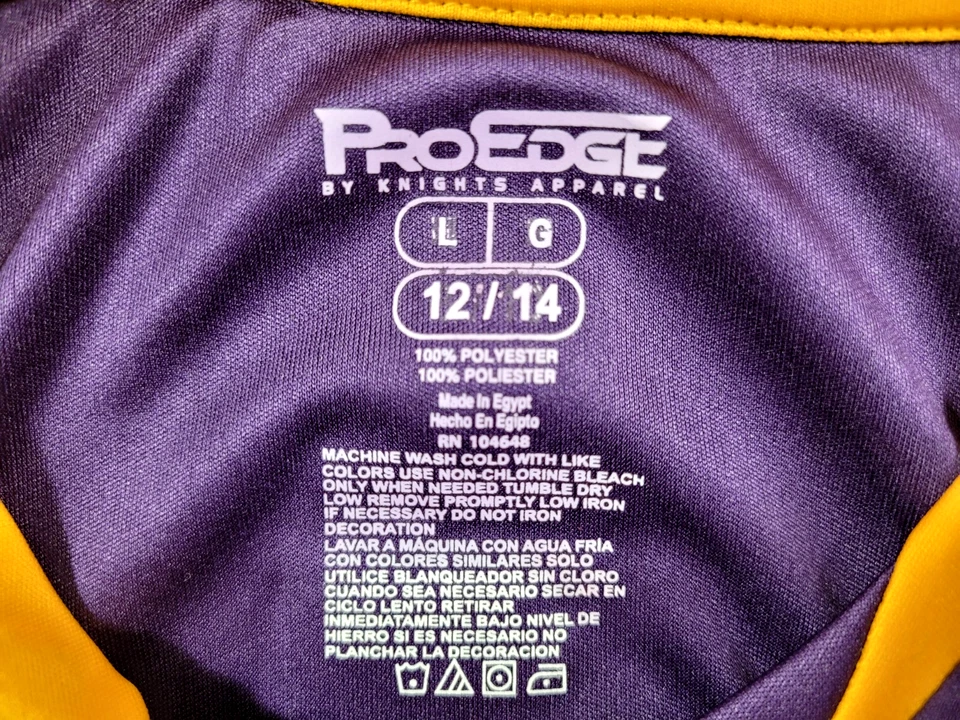 PROEDGE
BY KNIGHTS APPAREL
L G
12/14
100% POLYESTER
100% POLIESTER
Made In Egypt
Hecho En Egipto
RN 104648
MACHINE WASH COLD WITH LIKE
COLORS USE NON-CHLORINE BLEACH
ONLY WHEN NEEDED TUMBLE DRY
LOW REMOVE PROMPTLY LOW IRON
IF NECESSARY DO NOT IRON
DECORATION
LAVAR A MÁQUINA CON AGUA FRÍA
CON COLORES SIMILARES SOLO
UTILICE BLANQUEADOR SIN CLORO
CUANDO SEA NECESARIO SECAR EN
CICLO LENTO RETIRAR
INMEDIATAMENTE BAJO NIVEL DE
HIERRO SI ES NECESARIO NO
PLANCHAR LA DECORACION